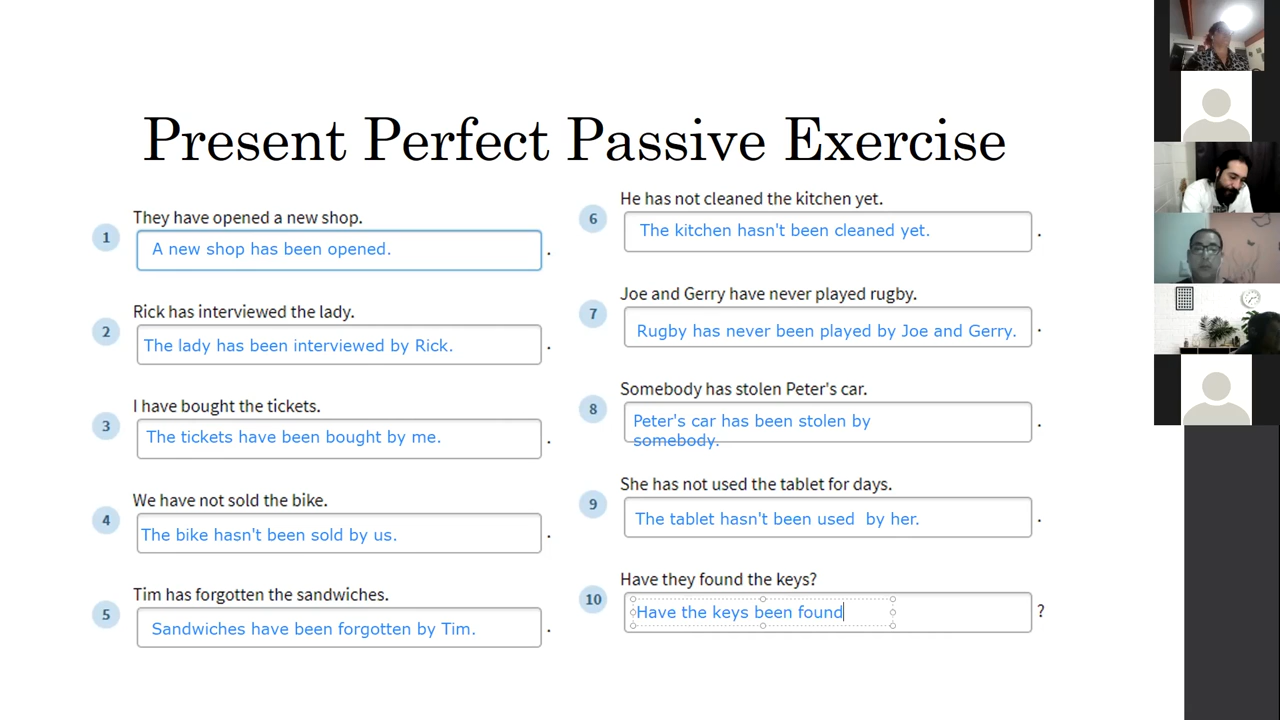 Present Perfect Passive Exercise
1
They have opened a new shop.
A new shop has been opened.
.
2
Rick has interviewed the lady.
The lady has been interviewed by Rick.
.
3
I have bought the tickets.
The tickets have been bought by me.
.
4
We have not sold the bike.
The bike hasn't been sold by us.
.
5
Tim has forgotten the sandwiches.
Sandwiches have been forgotten by Tim.
.
6
He has not cleaned the kitchen yet.
The kitchen hasn't been cleaned yet.
.
7
Joe and Gerry have never played rugby.
Rugby has never been played by Joe and Gerry.
.
8
Somebody has stolen Peter's car.
Peter's car has been stolen by
somebody.
.
9
She has not used the tablet for days.
The tablet hasn't been used  by her.
.
10
Have they found the keys?
Have the keys been found
?